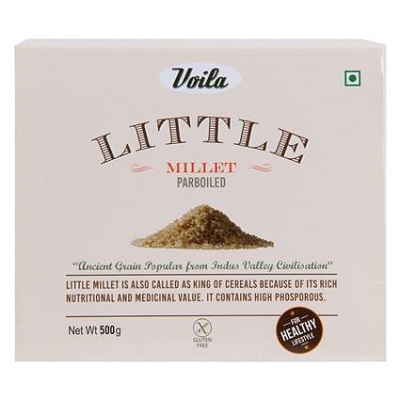 Voila
LITTLE
MILLET
PARBOILED
"Ancient Grain Popular from Indus Valley Civilisation"
LITTLE MILLET IS ALSO CALLED AS KING OF CEREALS BECAUSE OF ITS RICH
NUTRITIONAL AND MEDICINAL VALUE. IT CONTAINS HIGH PHOSPOROUS.
Net Wt 500g
GLUTEN
FREE
FOR
HEALTHY
LIFESTYLE